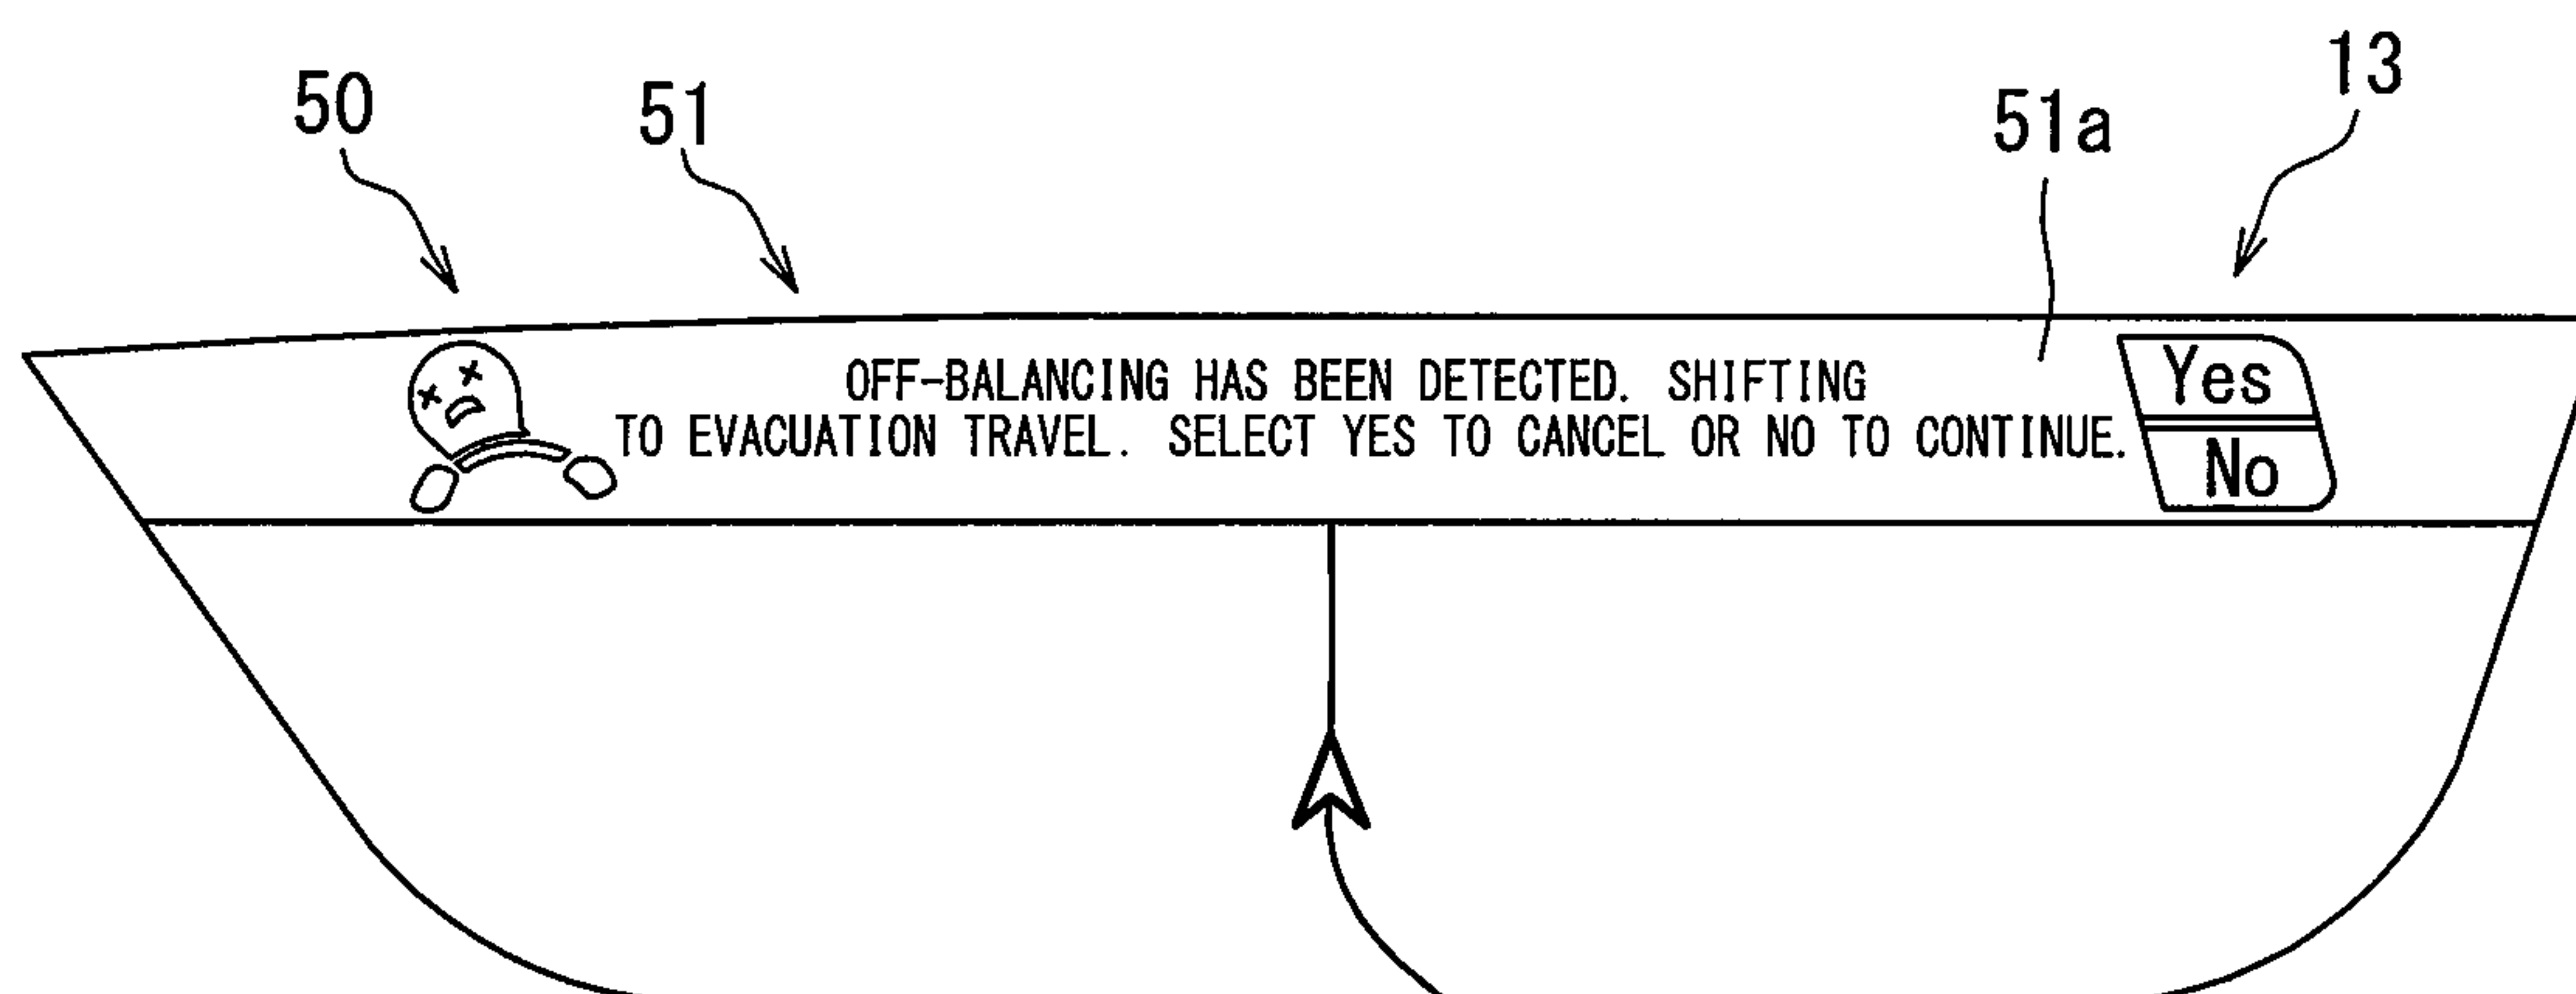 50
51
51a
13
OFF-BALANCING HAS BEEN DETECTED. SHIFTING
TO EVACUATION TRAVEL. SELECT YES TO CANCEL OR NO TO CONTINUE.
Yes
No